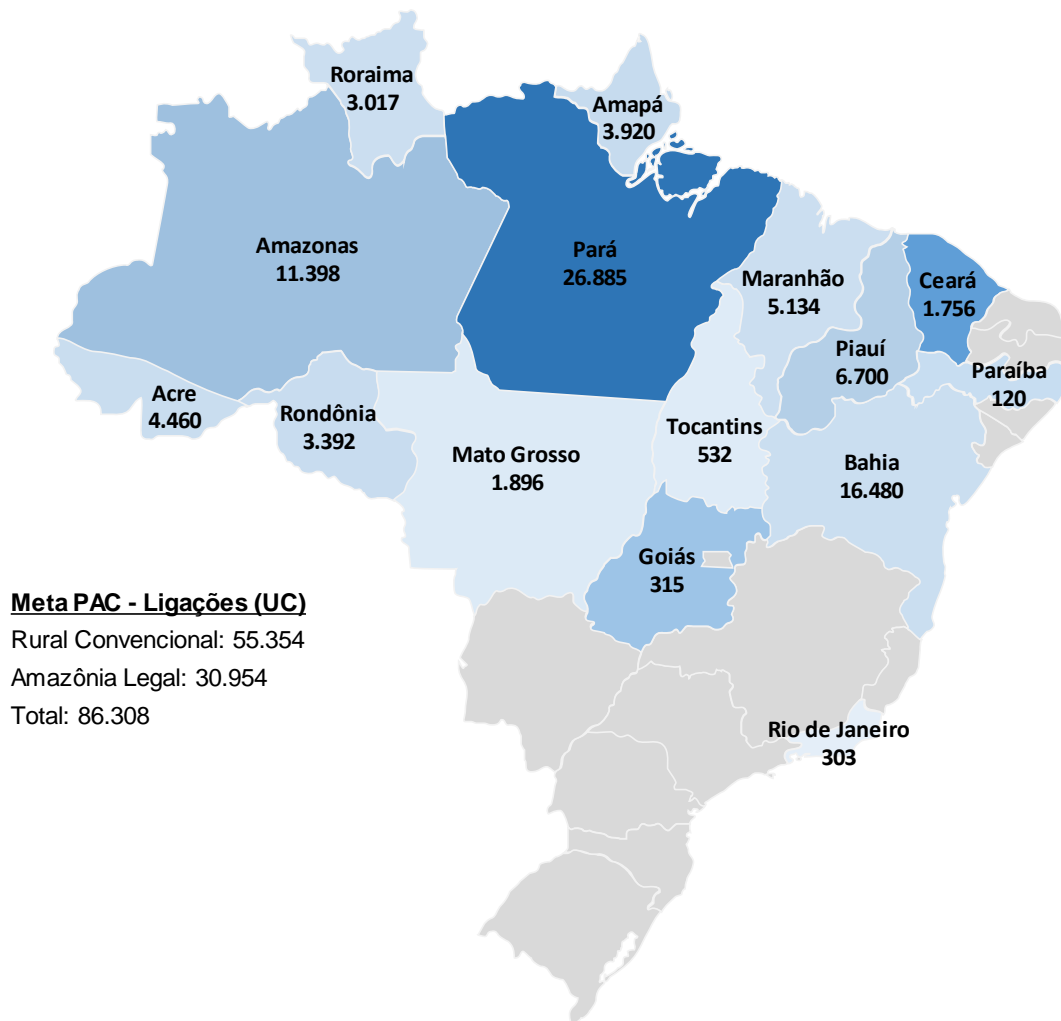 Roraima
3.017
Amapá
3.920
Amazonas
11.398
Pará
26.885
Maranhão
5.134
Ceará
1.756
Piauí
6.700
Paraíba
120
Acre
4.460
Rondônia
3.392
Tocantins
532
Mato Grosso
1.896
Bahia
16.480
Goiás
315
Meta PAC - Ligações (UC)
Rural Convencional: 55.354
Amazônia Legal: 30.954
Total: 86.308
Rio de Janeiro
303